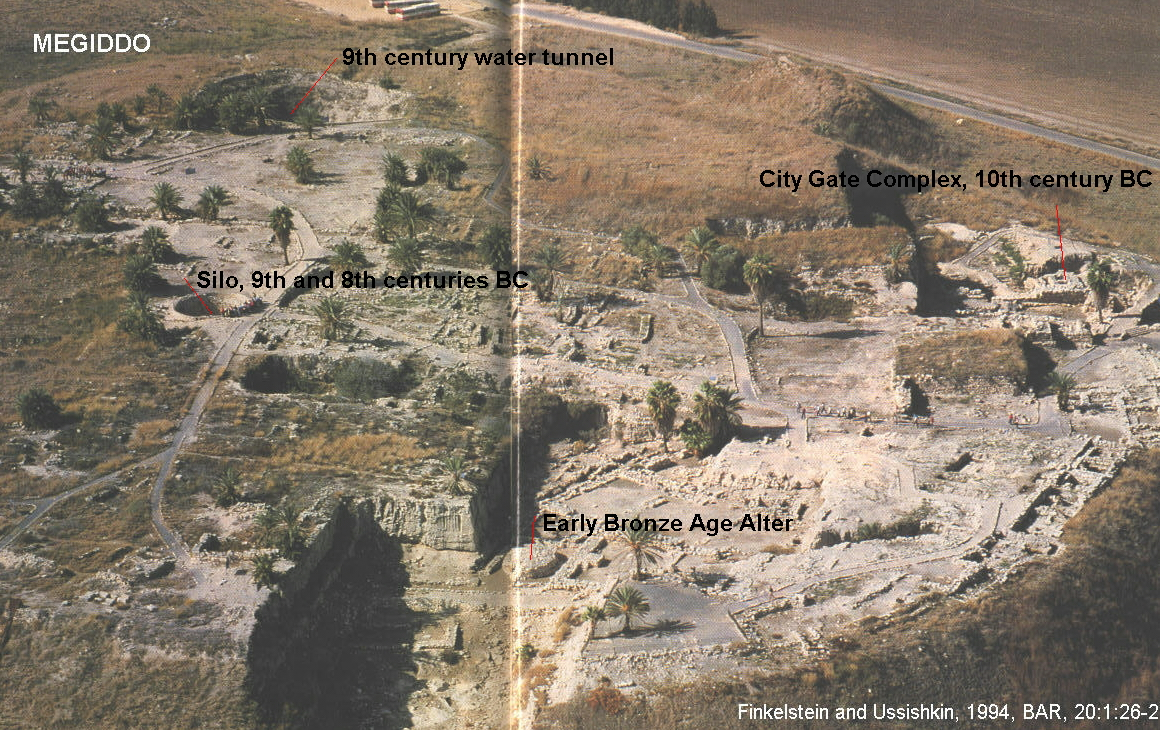 MEGIDDO
9th century water tunnel
City Gate Complex, 10th century BC
Silo, 9th and 8th centuries BC
Early Bronze Age Alter
Finkelstein and Ussishkin, 1994, BAR, 20:1:26-2